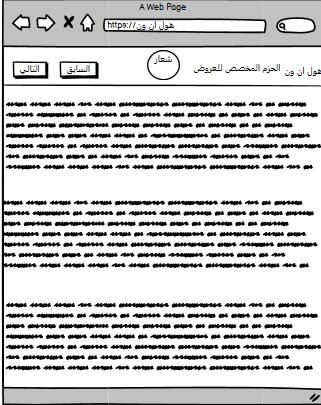 A Web Page
https://هول ان ون
شعار
هول ان ون الحزم المخصص للعروض
السابق
التالي